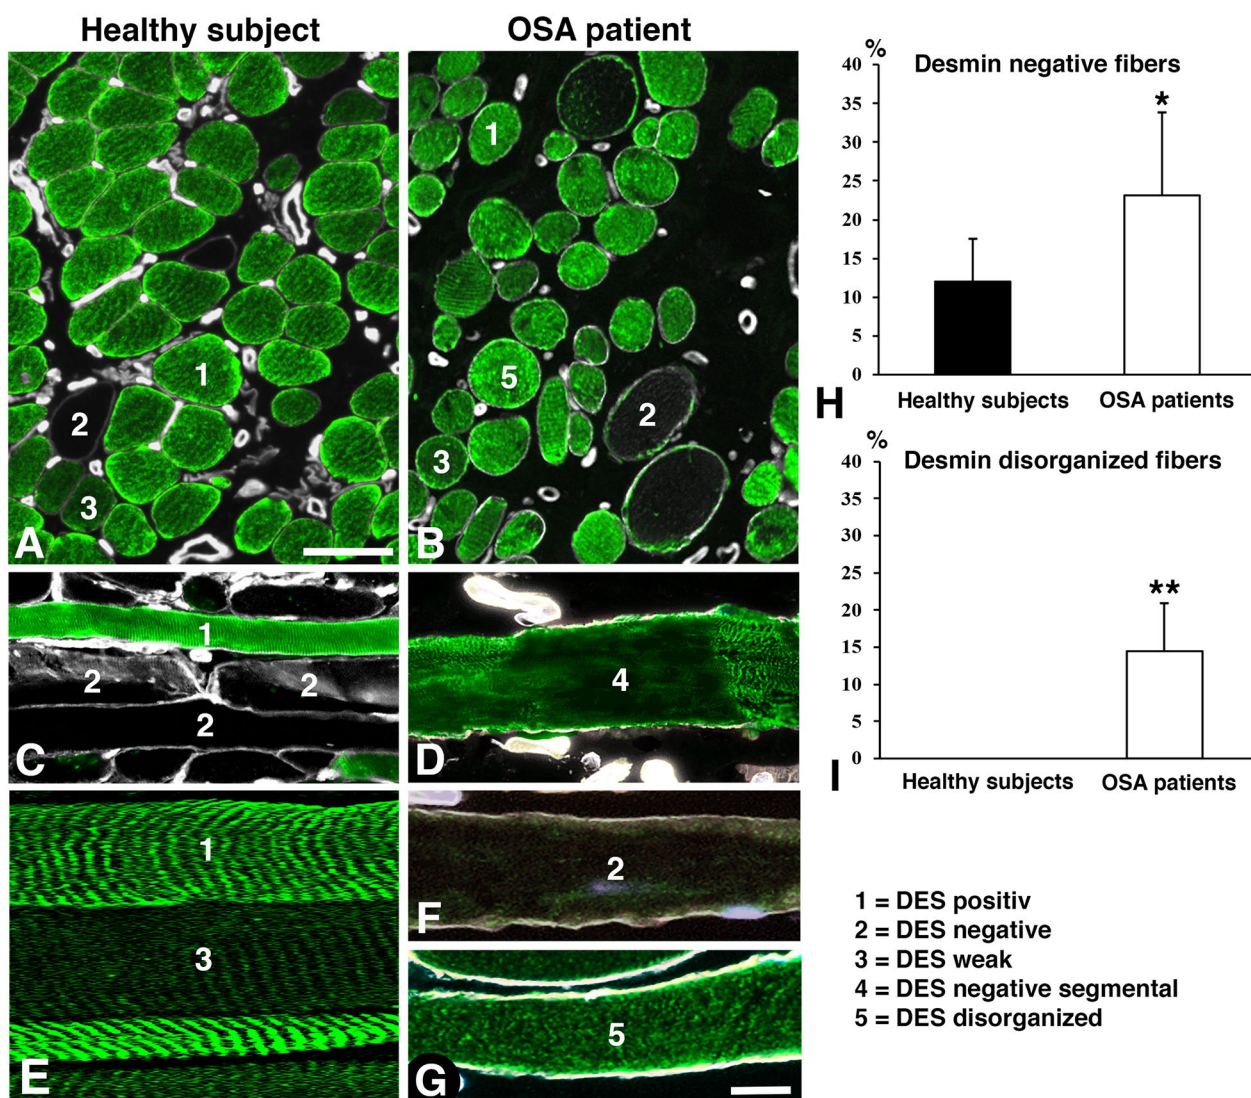 Healthy subject
OSA patient
1
2
3
A
1
5
2
3
B
1
2
2
2
C
4
D
1
3
E
2
F
5
G
%
Desmin negative fibers
40
35
30
25
20
15
10
5
0
*
H
Healthy subjects
OSA patients
%
Desmin disorganized fibers
40
35
30
25
20
15
10
5
0
**
I
Healthy subjects
OSA patients
1 = DES positiv
2 = DES negative
3 = DES weak
4 = DES negative segmental
5 = DES disorganized